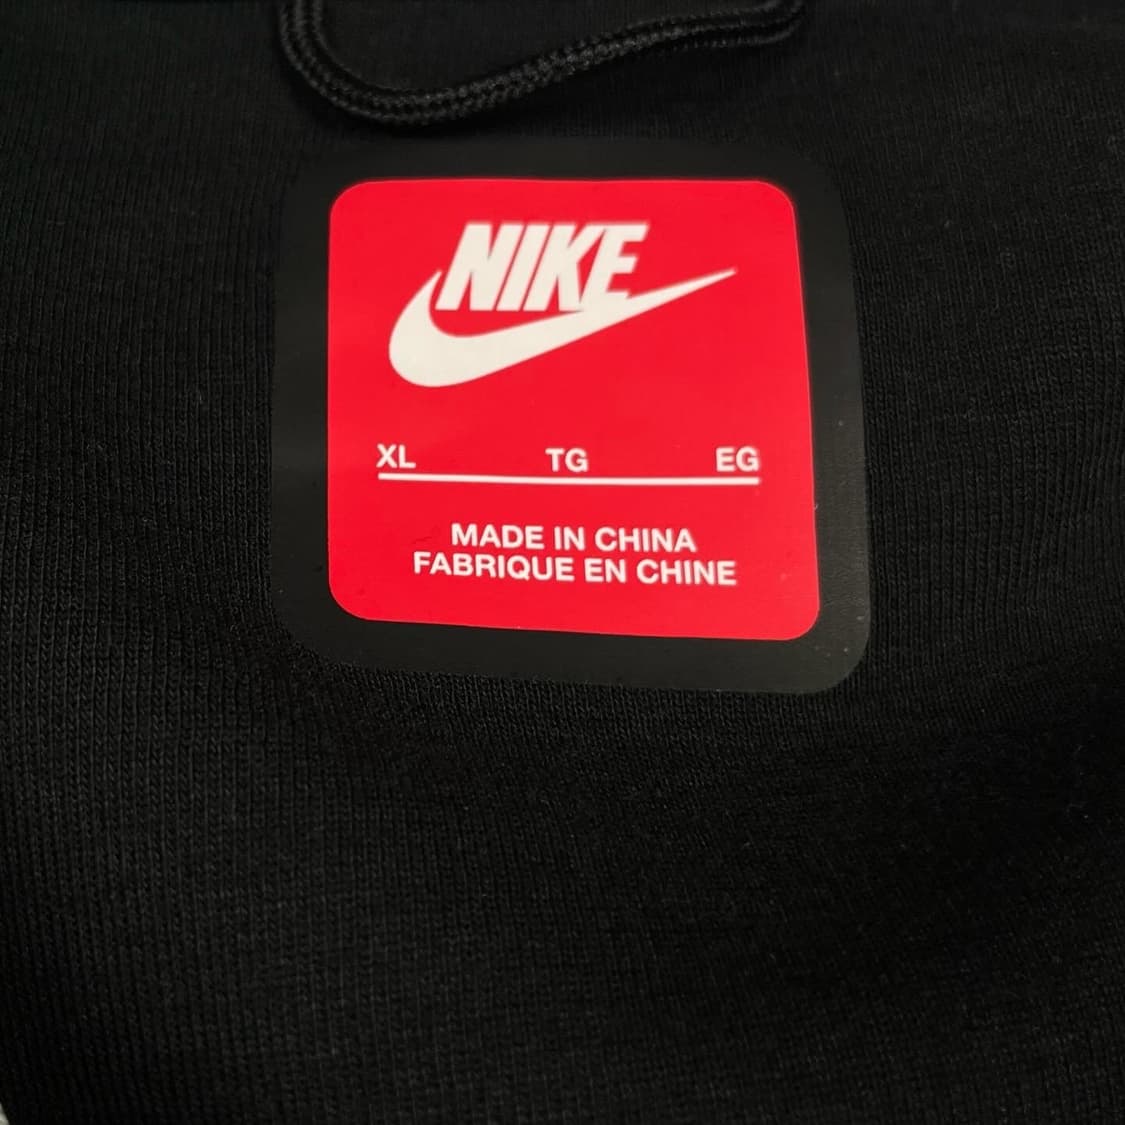 NIKE
XL TG EG
MADE IN CHINA
FABRIQUE EN CHINE